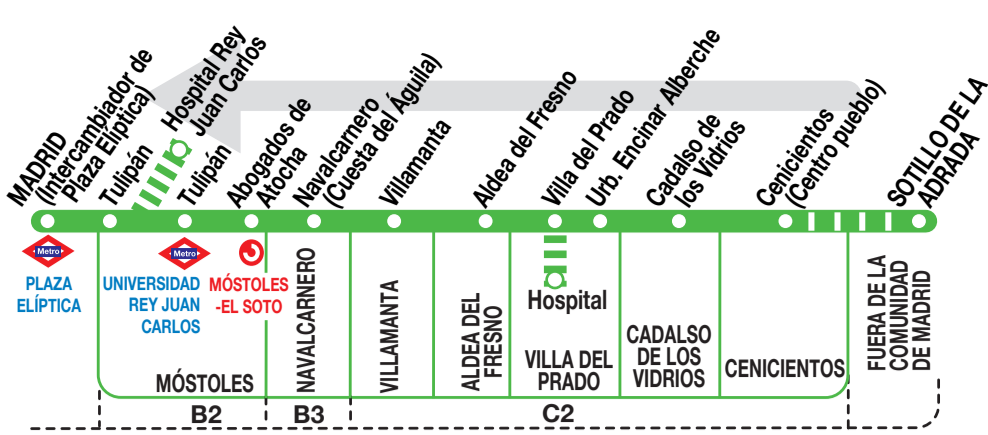 MADRID
(Intercambiador de
Plaza Elíptica)
Tulipán
Hospital Rey
Juan Carlos
Tulipán
Abogados de
Atocha
Navalcarnero
(Cuesta del Águila)
Villamanta
Aldea del Fresno
Villa del Prado
Urb. Encinar Alberche
Cadalso de
los Vidrios
Cenicientos
(Centro pueblo)
SOTILLO DE LA
ADRADA
Metro
PLAZA
ELÍPTICA
Metro
UNIVERSIDAD
REY JUAN
CARLOS
MÓSTOLES
-EL SOTO
Hospital
MÓSTOLES
NAVALCARNERO
VILLAMANTA
ALDEA DEL
FRESNO
VILLA DEL
PRADO
CADALSO
DE LOS
VIDRIOS
CENICIENTOS
FUERA DE LA
COMUNIDAD
DE MADRID
B2
B3
C2